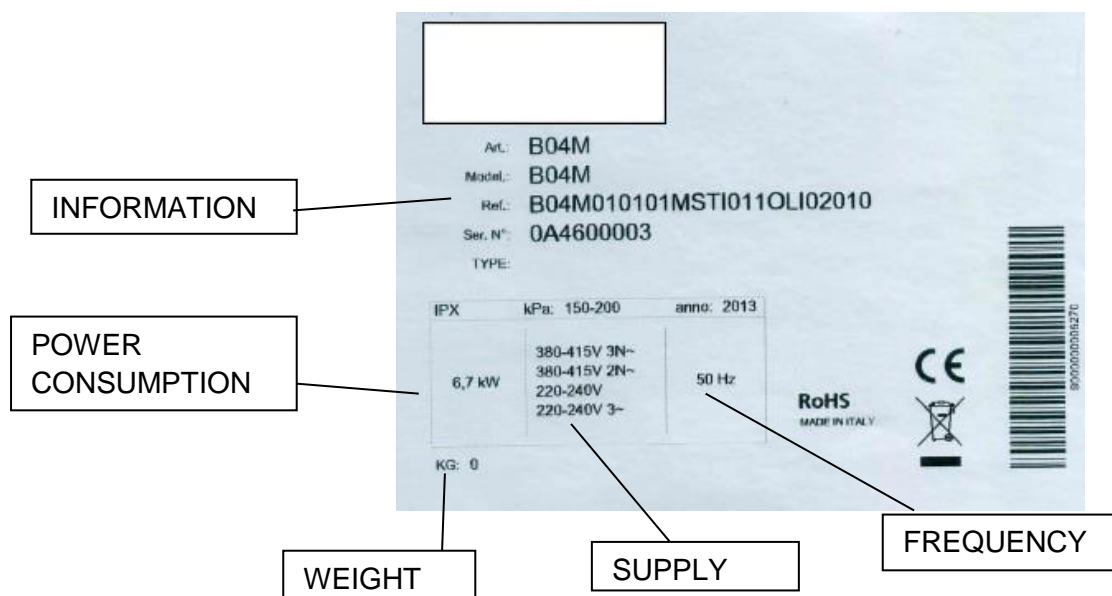 Art.: B04M
Model.: B04M
INFORMATION
Ref.: B04M010101MSTI011OLI02010
Ser. N°: 0A4600003
TYPE:
IPX kPa: 150-200 anno: 2013
POWER
CONSUMPTION
6,7 kW
380-415V 3N~
380-415V 2N~
220-240V
220-240V 3~
50 Hz
CE
RoHS
MADE IN ITALY
KG: 0
FREQUENCY
WEIGHT
SUPPLY